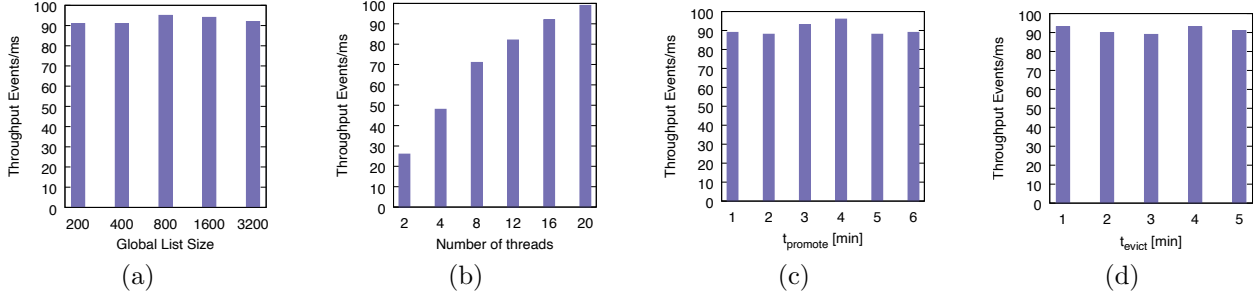 Throughput Events/ms
100
90
80
70
60
50
40
30
20
10
0
200 400 800 1600 3200
Global List Size
(a)
Throughput Events/ms
100
90
80
70
60
50
40
30
20
10
0
2 4 8 12 16 20
Number of threads
(b)
Throughput Events/ms
100
90
80
70
60
50
40
30
20
10
0
1 2 3 4 5 6
t_promote [min]
(c)
Throughput Events/ms
100
90
80
70
60
50
40
30
20
10
0
1 2 3 4 5
t_evict [min]
(d)